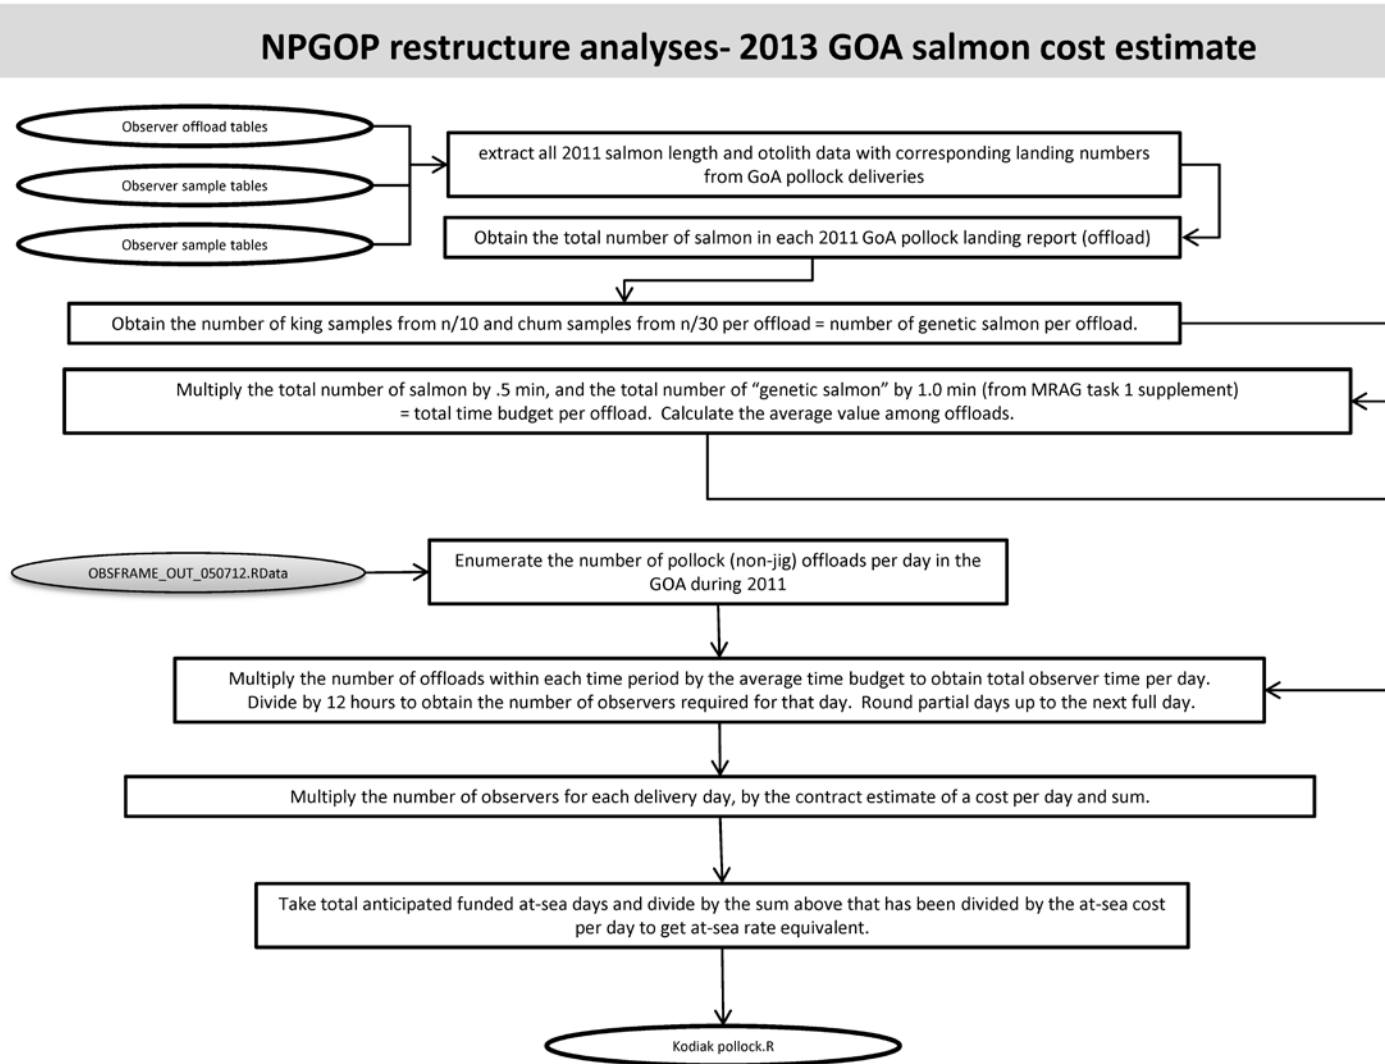 NPGOP restructure analyses- 2013 GOA salmon cost estimate
Observer offload tables
Observer sample tables
Observer sample tables
extract all 2011 salmon length and otolith data with corresponding landing numbers
from GoA pollock deliveries
Obtain the total number of salmon in each 2011 GoA pollock landing report (offload)
Obtain the number of king samples from n/10 and chum samples from n/30 per offload = number of genetic salmon per offload.
Multiply the total number of salmon by .5 min, and the total number of “genetic salmon” by 1.0 min (from MRAG task 1 supplement)
= total time budget per offload.  Calculate the average value among offloads.
OBSFRAME_OUT_050712.RData
Enumerate the number of pollock (non-jig) offloads per day in the
GOA during 2011
Multiply the number of offloads within each time period by the average time budget to obtain total observer time per day.
Divide by 12 hours to obtain the number of observers required for that day.  Round partial days up to the next full day.
Multiply the number of observers for each delivery day, by the contract estimate of a cost per day and sum.
Take total anticipated funded at-sea days and divide by the sum above that has been divided by the at-sea cost
per day to get at-sea rate equivalent.
Kodiak pollock.R